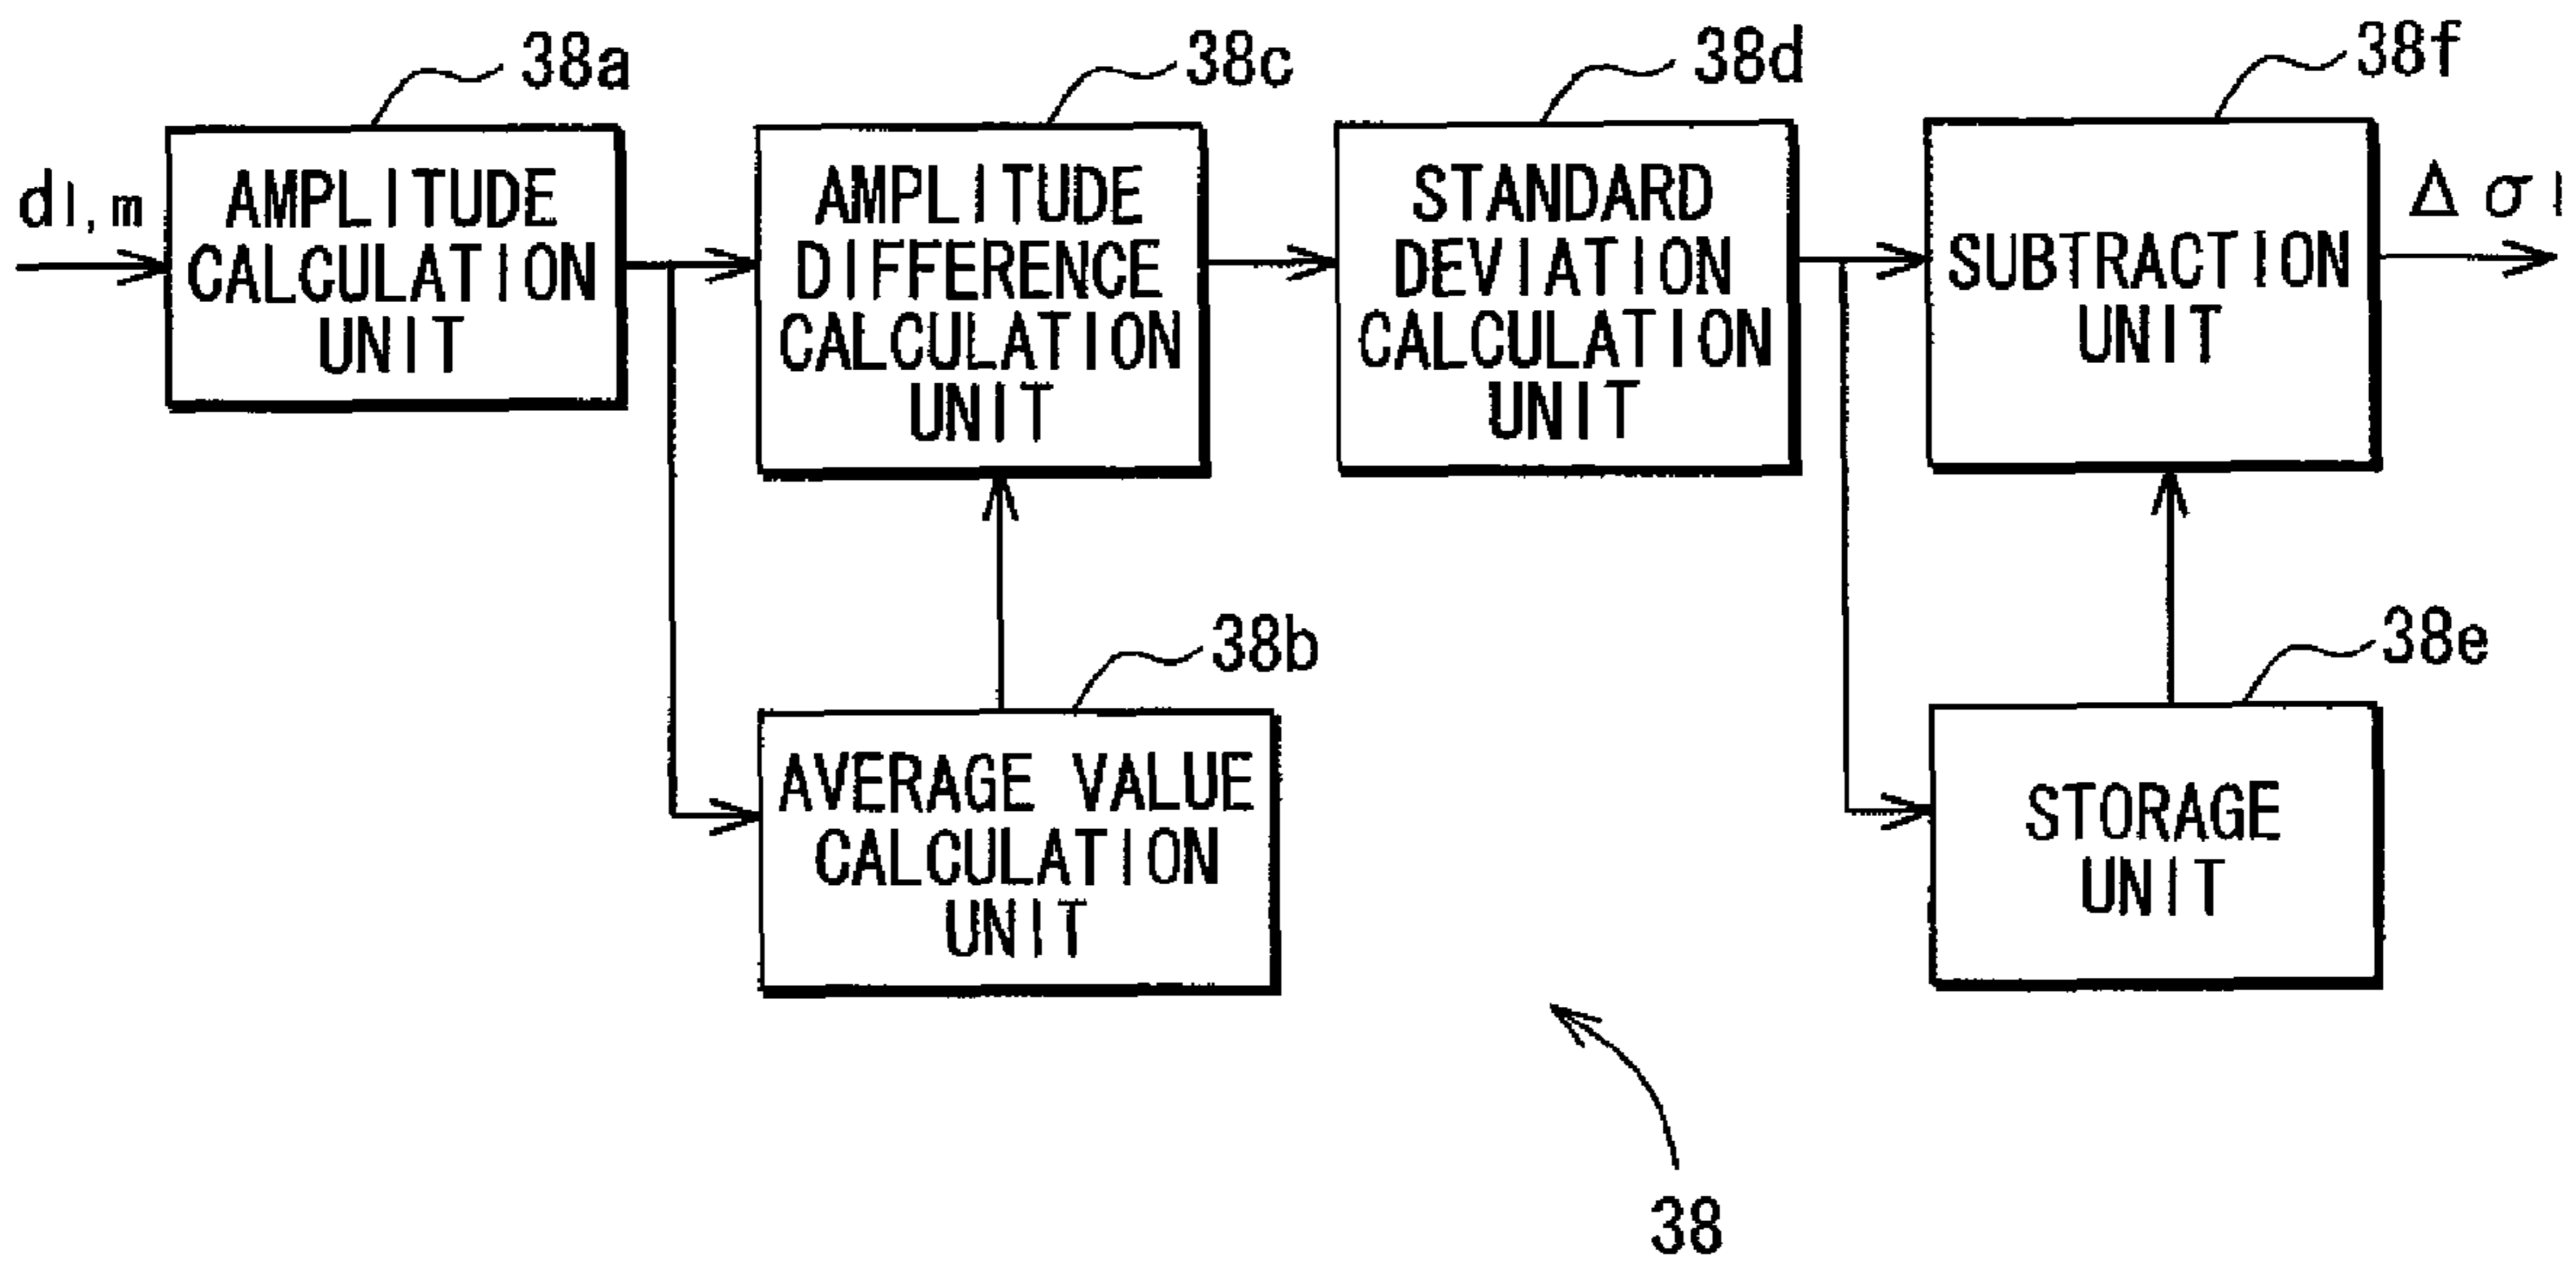 38a
38c
38d
38f
dl,m
AMPLITUDE
CALCULATION
UNIT
AMPLITUDE
DIFFERENCE
CALCULATION
UNIT
STANDARD
DEVIATION
CALCULATION
UNIT
SUBTRACTION
UNIT
Δσl
38b
38e
AVERAGE VALUE
CALCULATION
UNIT
STORAGE
UNIT
38